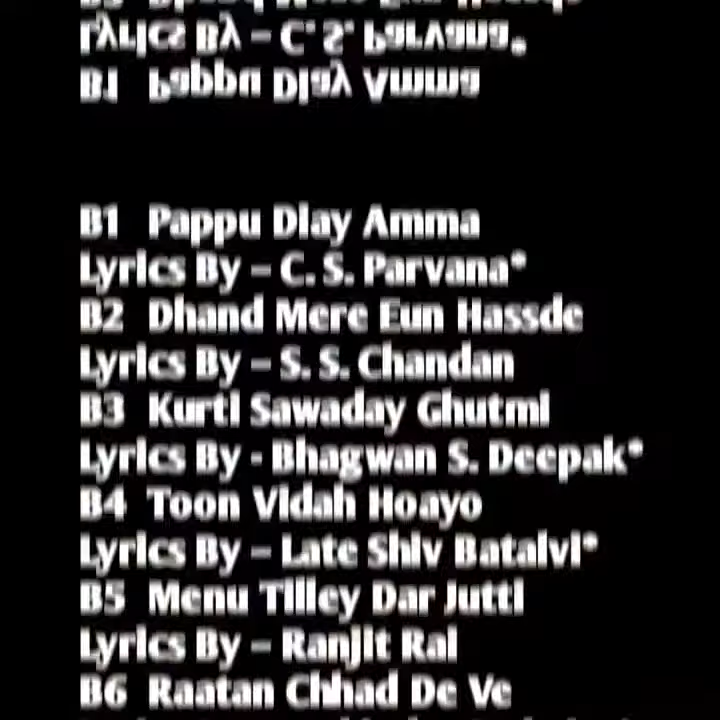 B1 Pappu Dlay Amma
Lyrics By – C. S. Parvana*
B2 Dhand Mere Eun Hassde
Lyrics By – S. S. Chandan
B3 Kurti Sawaday Ghutmi
Lyrics By - Bhagwan S. Deepak*
B4 Toon Vidah Hoayo
Lyrics By – Late Shiv Batalvi*
B5 Menu Tilley Dar Jutti
Lyrics By – Ranjit Rai
B6 Raatan Chhad De Ve